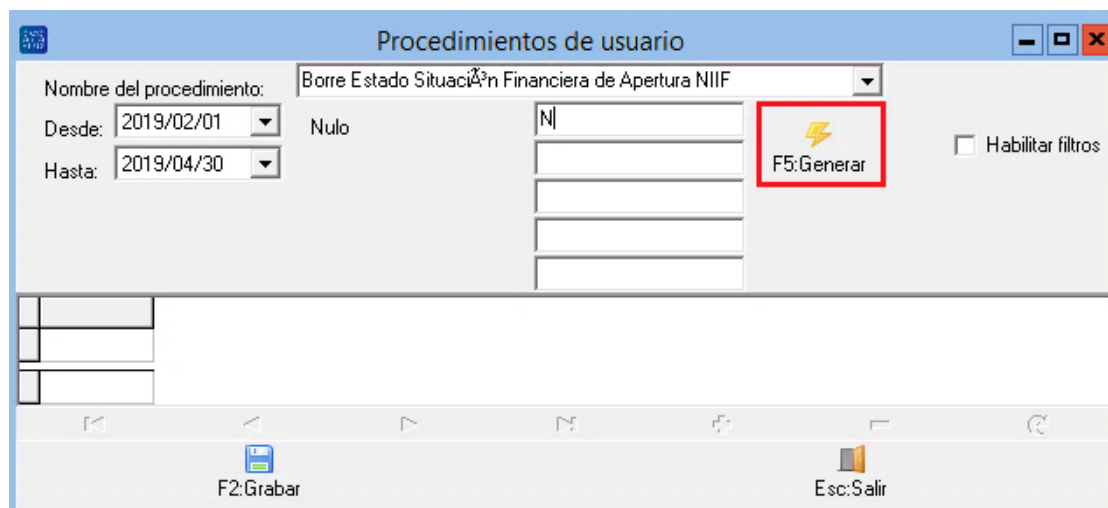 Procedimientos de usuario
Nombre del procedimiento:
Borre Estado SituaciÃ³n Financiera de Apertura NIIF
Desde:
2019/02/01
Nulo
N
Hasta:
2019/04/30
F5:Generar
Habilitar filtros
F2:Grabar
Esc:Salir